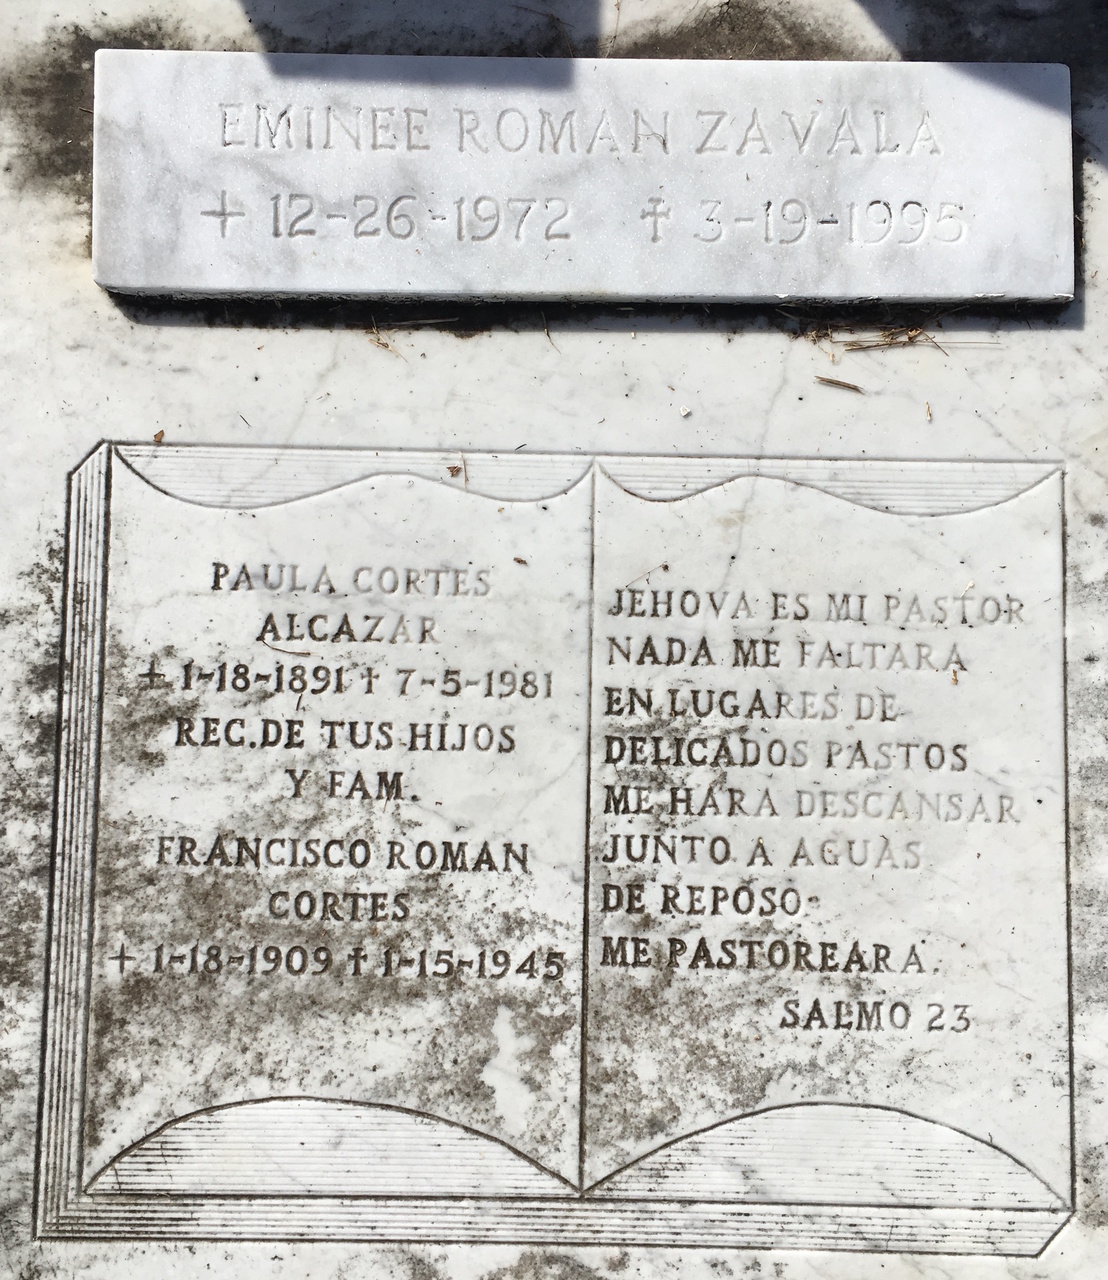 EMINEE ROMAN ZAVALA
+ 12-26-1972 ✝ 3-19-1995
PAULA CORTES
ALCAZAR
+ 1-18-1891 ✝ 7-5-1981
REC. DE TUS HIJOS
Y FAM.
FRANCISCO ROMAN
CORTES
+ 1-18-1909 ✝ 1-15-1945
JEHOVA ES MI PASTOR
NADA ME FALTARA
EN LUGARES DE
DELICADOS PASTOS
ME HARA DESCANSAR
JUNTO A AGUAS
DE REPOSO
ME PASTOREARA.
SALMO 23